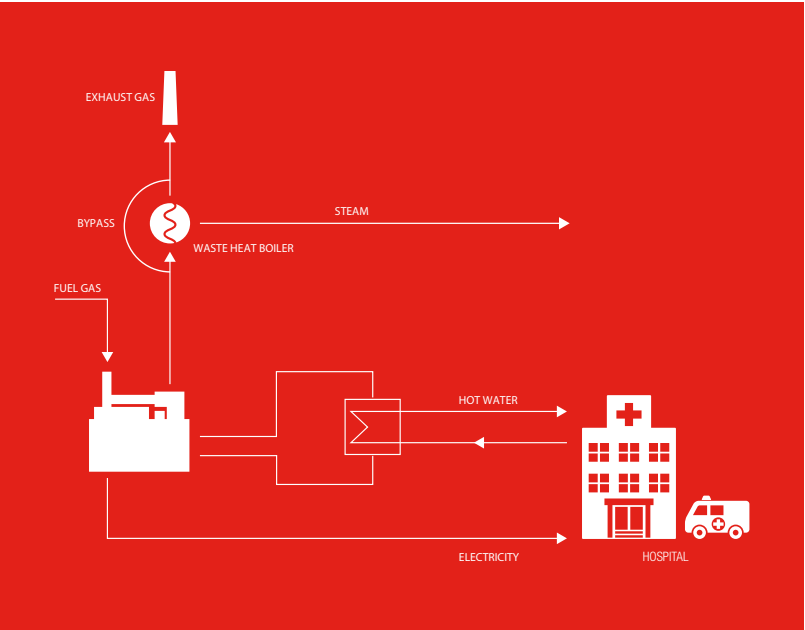 EXHAUST GAS
STEAM
BYPASS
WASTE HEAT BOILER
FUEL GAS
HOT WATER
ELECTRICITY
HOSPITAL